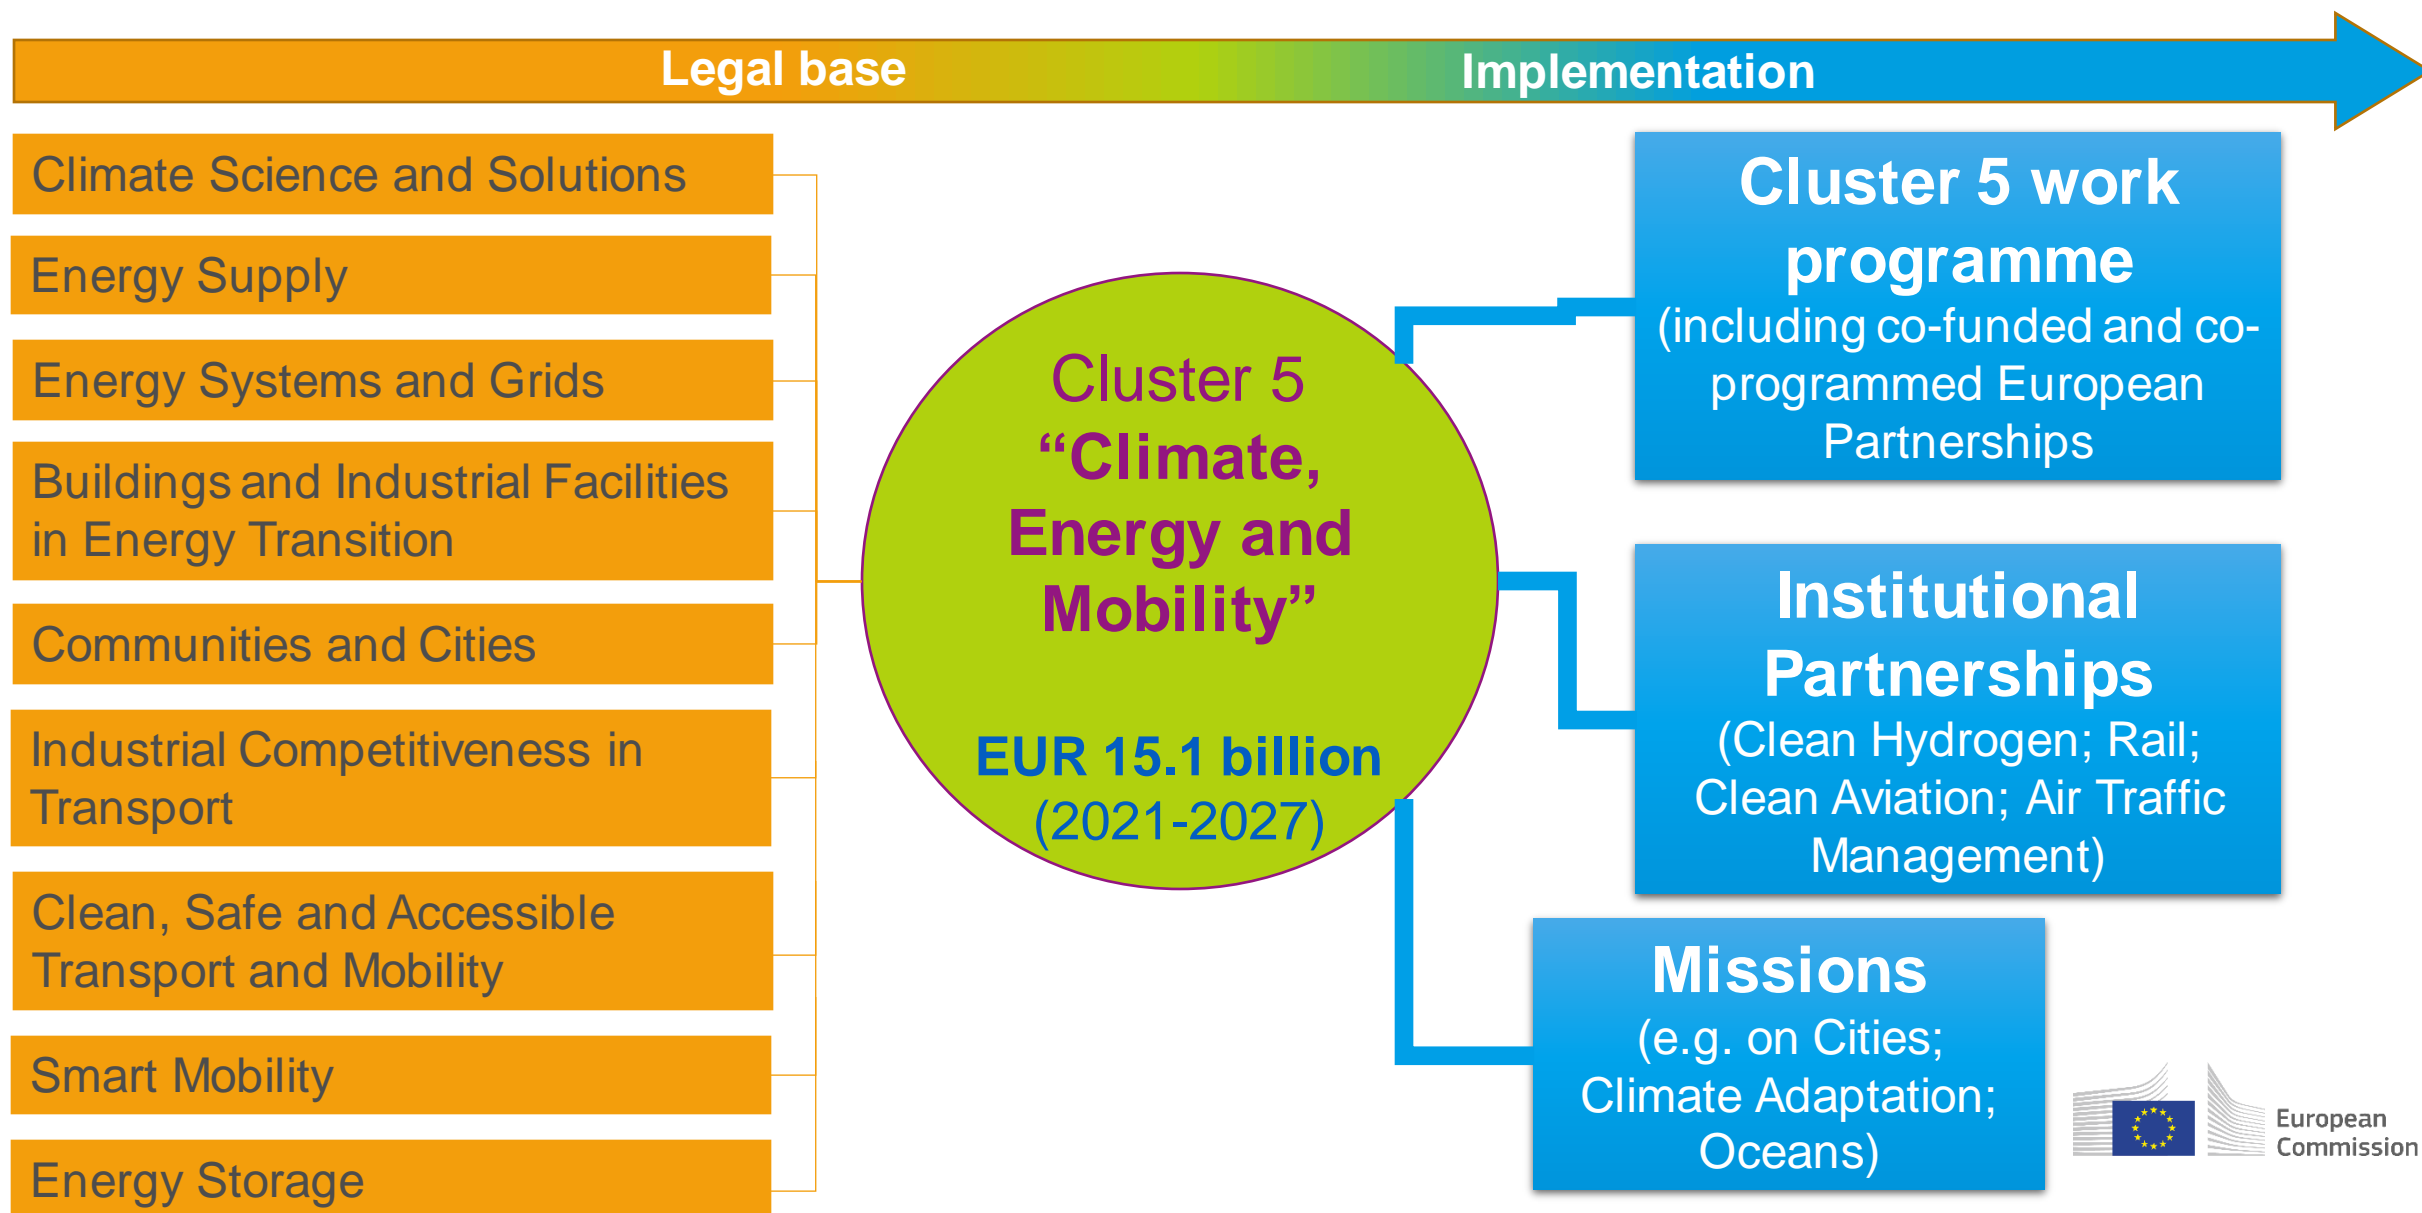 Legal base
Implementation
Climate Science and Solutions
Energy Supply
Energy Systems and Grids
Buildings and Industrial Facilities
in Energy Transition
Communities and Cities
Industrial Competitiveness in
Transport
Clean, Safe and Accessible
Transport and Mobility
Smart Mobility
Energy Storage
Cluster 5
“Climate,
Energy and
Mobility”
EUR 15.1 billion
(2021-2027)
Cluster 5 work
programme
(including co-funded and co-
programmed European
Partnerships
Institutional
Partnerships
(Clean Hydrogen; Rail;
Clean Aviation; Air Traffic
Management)
Missions
(e.g. on Cities;
Climate Adaptation;
Oceans)
European
Commission